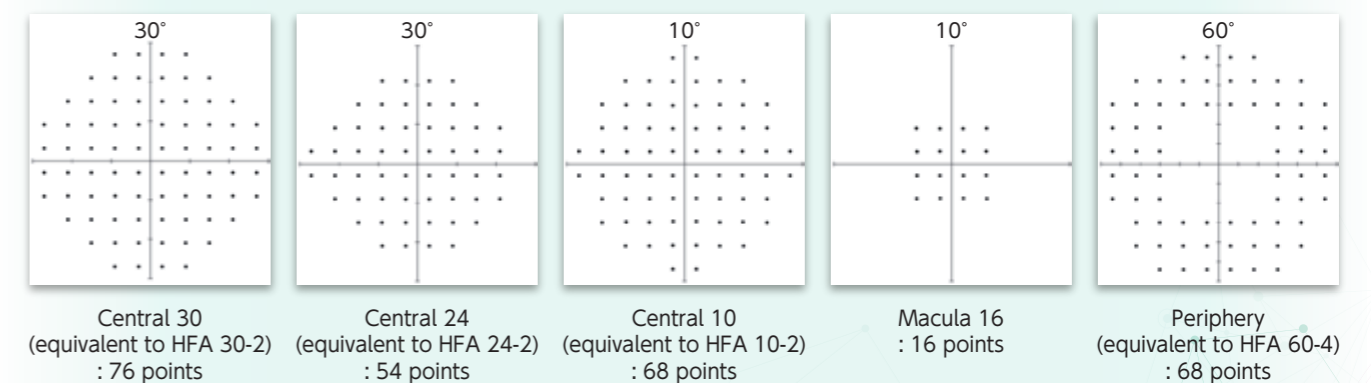 30°
30°
10°
10°
60°
Central 30
(equivalent to HFA 30-2)
: 76 points
Central 24
(equivalent to HFA 24-2)
: 54 points
Central 10
(equivalent to HFA 10-2)
: 68 points
Macula 16
: 16 points
Periphery
(equivalent to HFA 60-4)
: 68 points